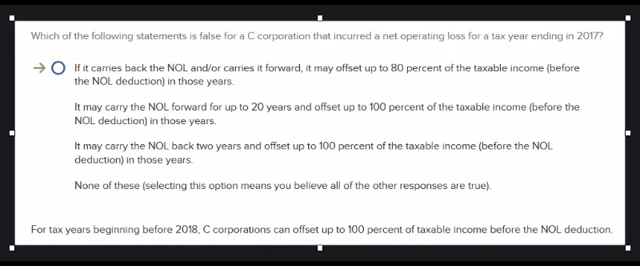 Which of the following statements is false for a C corporation that incurred a net operating loss for a tax year ending in 2017?
If it carries back the NOL and/or carries it forward, it may offset up to 80 percent of the taxable income (before
the NOL deduction) in those years.
It may carry the NOL forward for up to 20 years and offset up to 100 percent of the taxable income (before the
NOL deduction) in those years.
It may carry the NOL back two years and offset up to 100 percent of the taxable income (before the NOL
deduction) in those years.
None of these (selecting this option means you believe all of the other responses are true).
For tax years beginning before 2018, C corporations can offset up to 100 percent of taxable income before the NOL deduction.